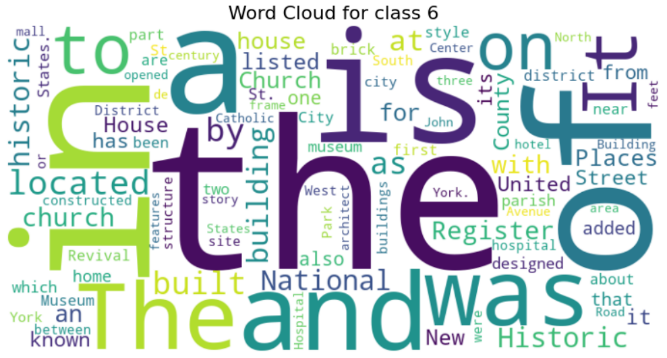 Word Cloud for class 6
mall
part
St
century
are
opened
States.
to
a
is
on
It
house
at
style
Center
brick
South
North
listed
Church
St.
city
three
its
district
from
historic
District
de
House
has
been
or
in
by
Catholic
frame
one
City
for
John
County
near
feet
hotel
Building
the
of
museum
first
as
with
Places
located
building
constructed
church
features
structure
two
story
West
Park
architect
buildings
York.
United
Street
parish
Avenue
area
added
Revival
States
site
Register
hospital
designed
home
also
which
Museum
an
York
between
known
The
built
National
and
Hospital
was
New
were
Historic
about
that
Road
it